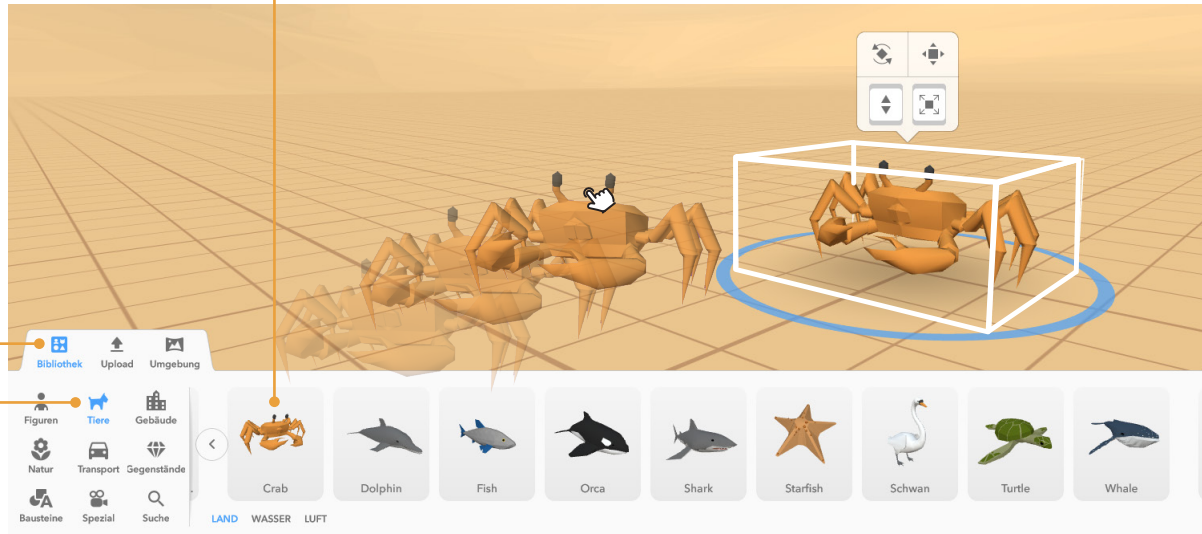 Bibliothek Upload Umgebung
Figuren Tiere Gebäude
Natur Transport Gegenstände
Bausteine Spezial Suche
Crab Dolphin Fish Orca Shark Starfish Schwan Turtle Whale
LAND WASSER LUFT